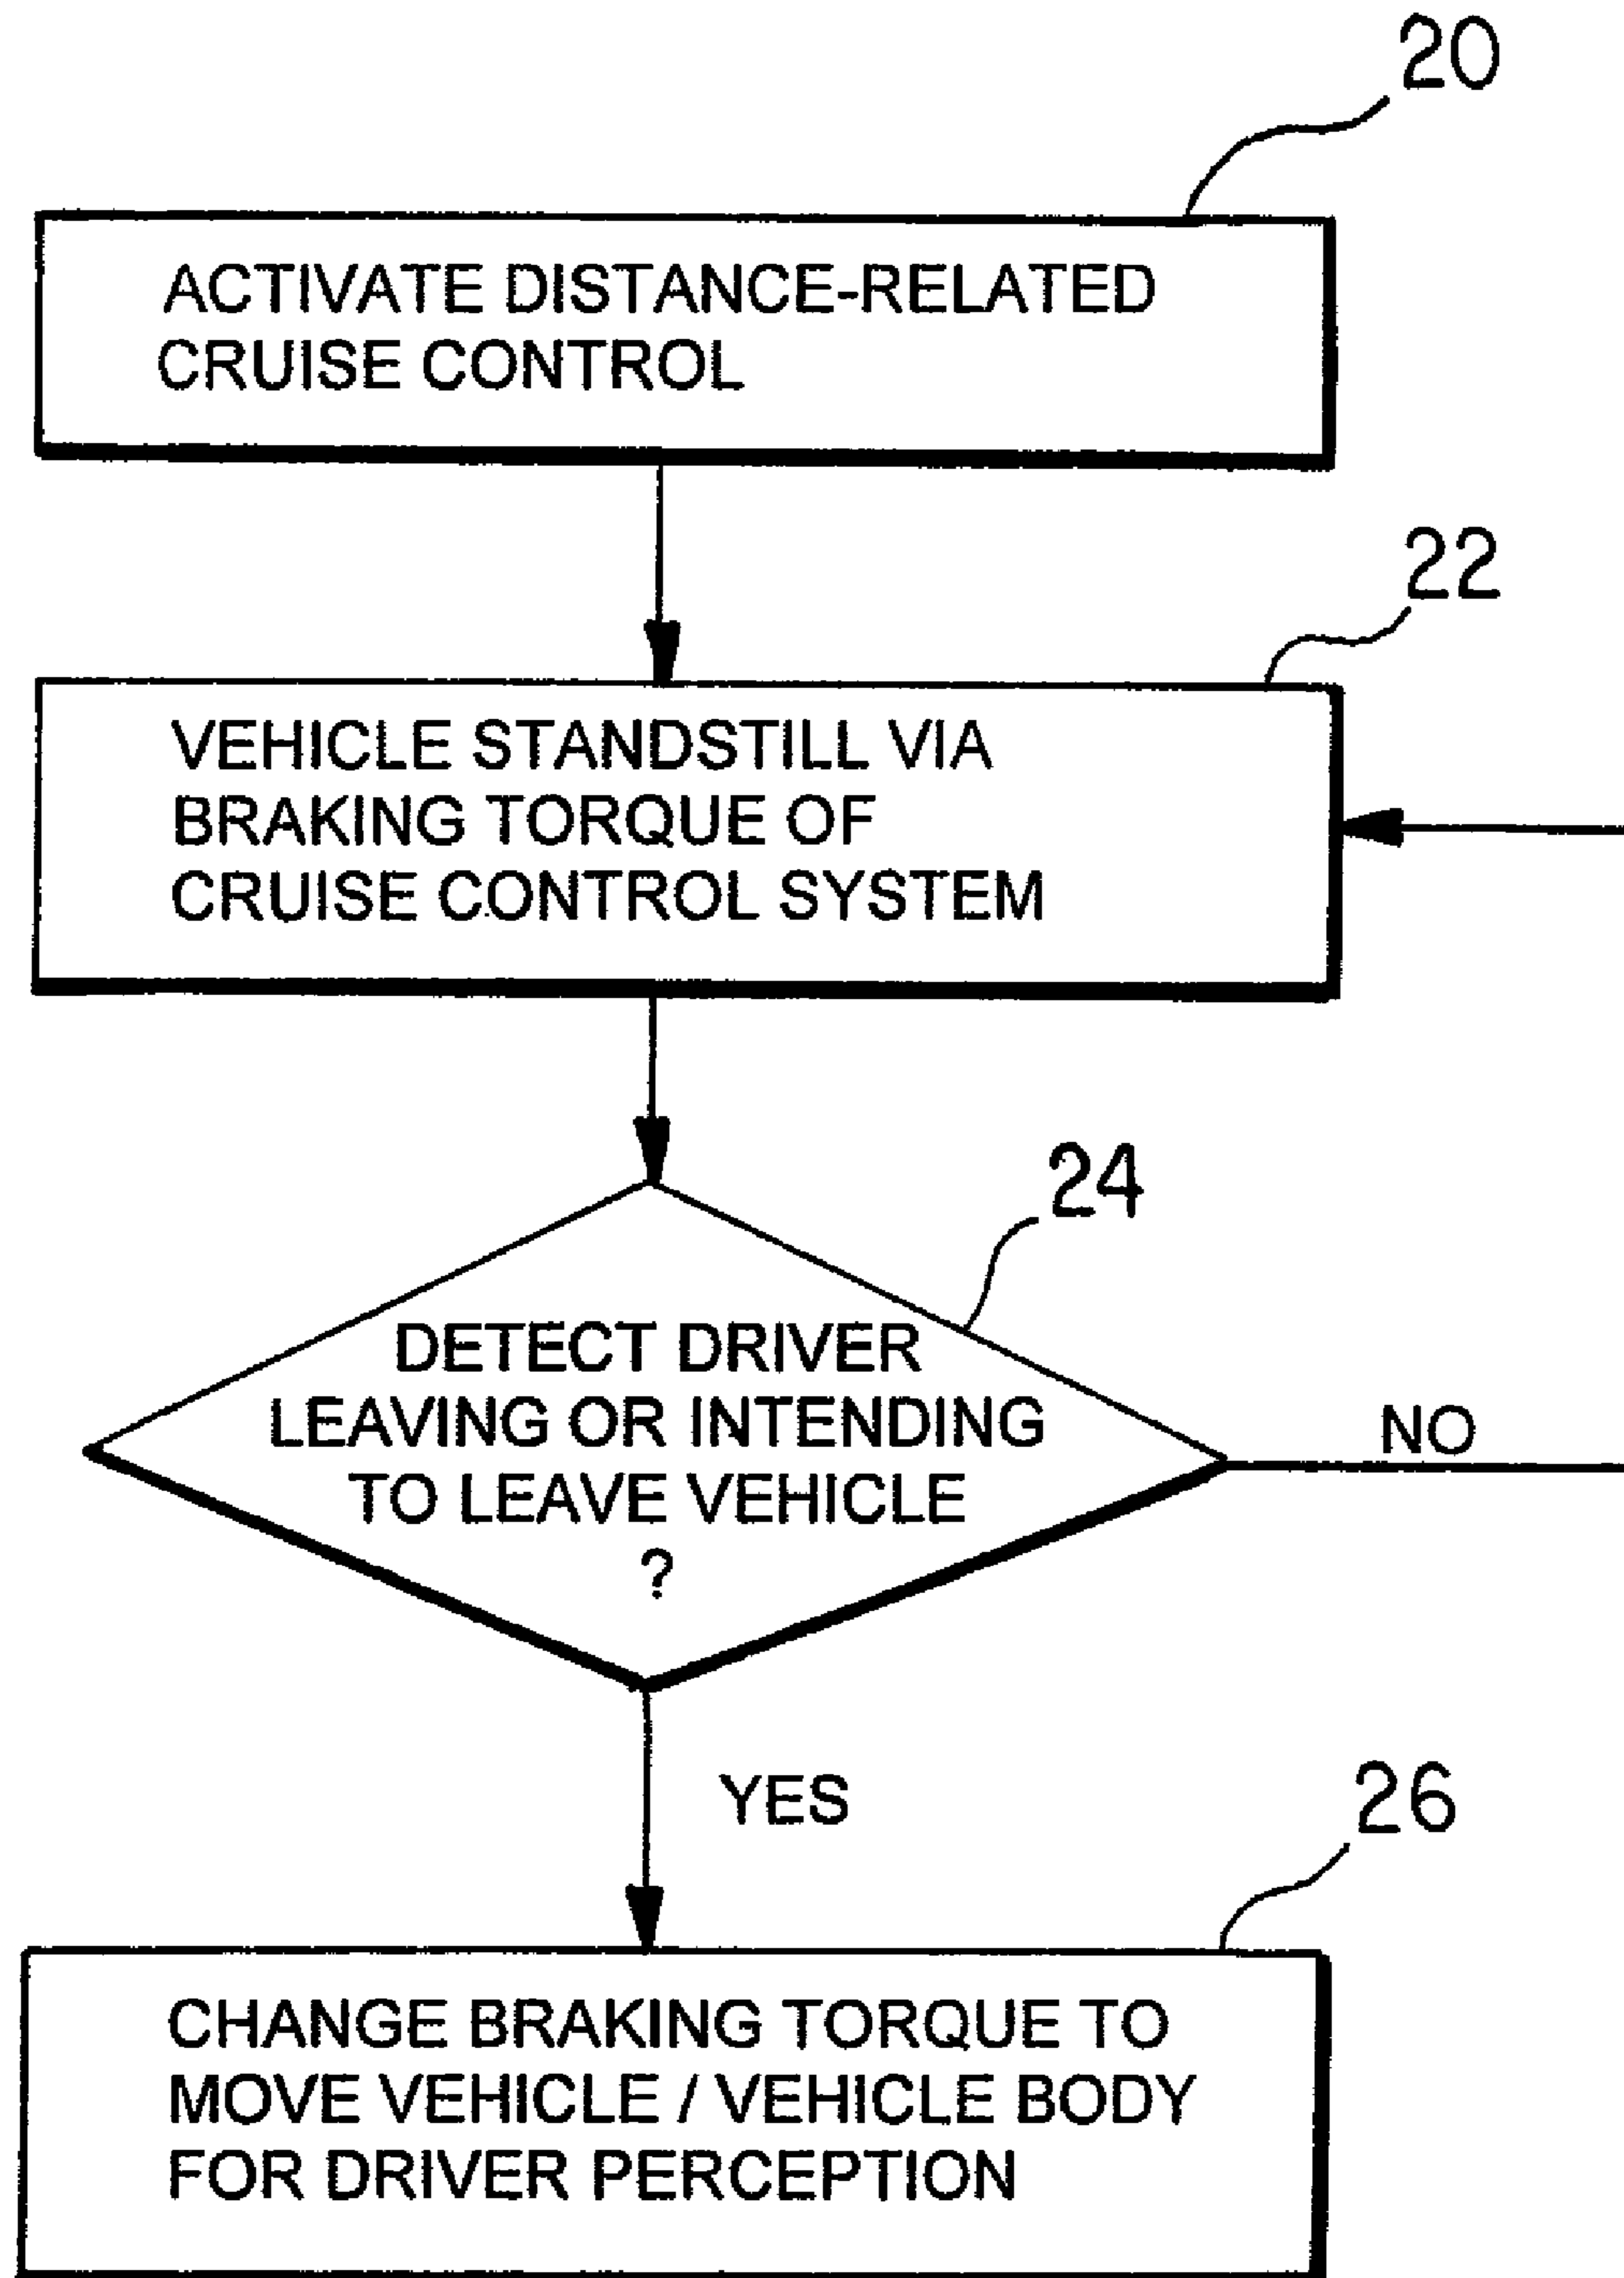 20
ACTIVATE DISTANCE-RELATED
CRUISE CONTROL
22
VEHICLE STANDSTILL VIA
BRAKING TORQUE OF
CRUISE CONTROL SYSTEM
24
DETECT DRIVER
LEAVING OR INTENDING
TO LEAVE VEHICLE
?
NO
YES
26
CHANGE BRAKING TORQUE TO
MOVE VEHICLE / VEHICLE BODY
FOR DRIVER PERCEPTION